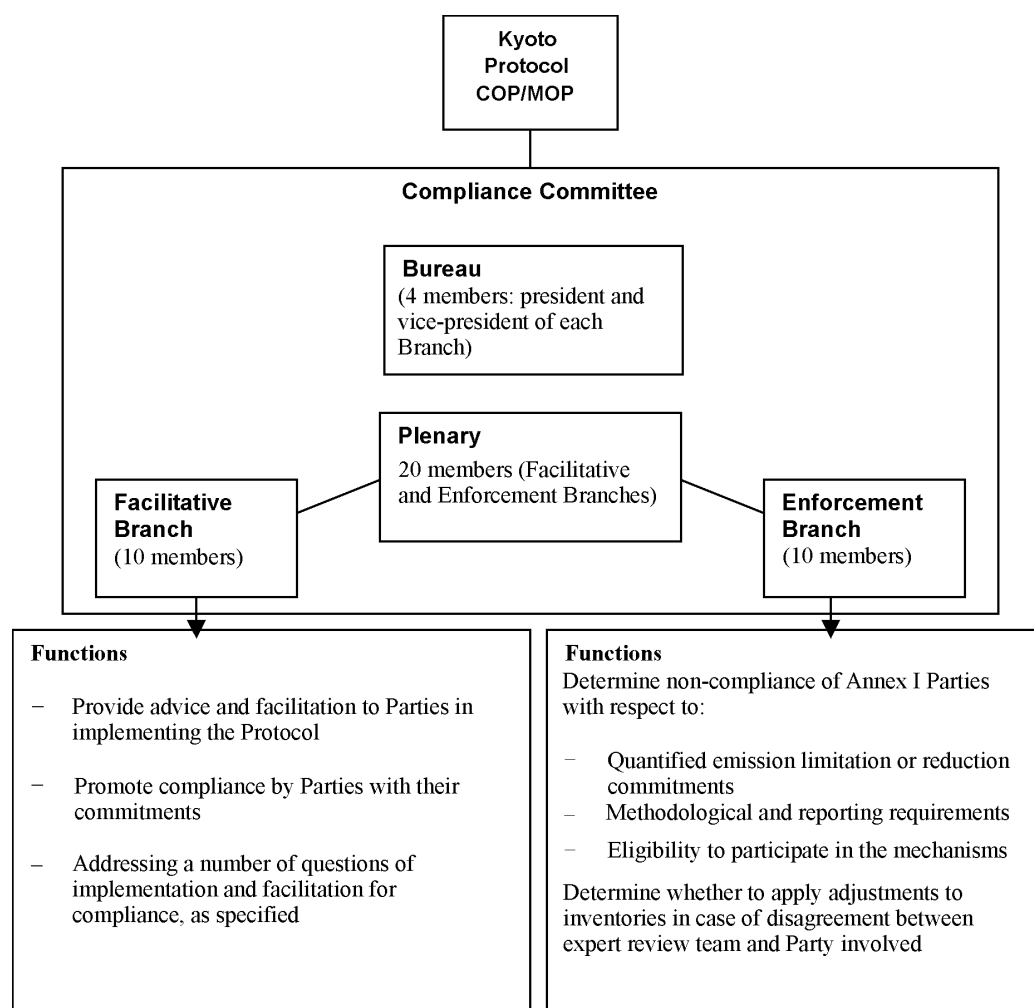 Kyoto
Protocol
COP/MOP
Compliance Committee
Bureau
(4 members: president and
vice-president of each
Branch)
Plenary
20 members (Facilitative
and Enforcement Branches)
Facilitative
Branch
(10 members)
Enforcement
Branch
(10 members)
Functions
– Provide advice and facilitation to Parties in
implementing the Protocol
– Promote compliance by Parties with their
commitments
– Addressing a number of questions of
implementation and facilitation for
compliance, as specified
Functions
Determine non-compliance of Annex I Parties
with respect to:
– Quantified emission limitation or reduction
commitments
– Methodological and reporting requirements
– Eligibility to participate in the mechanisms
Determine whether to apply adjustments to
inventories in case of disagreement between
expert review team and Party involved